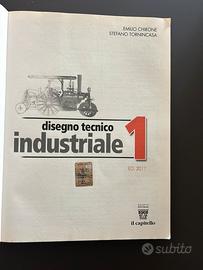 EMILIO CHIRONE
STEFANO TORNINCASA
disegno tecnico
industriale 1
ED. 2011
il capitello
subito